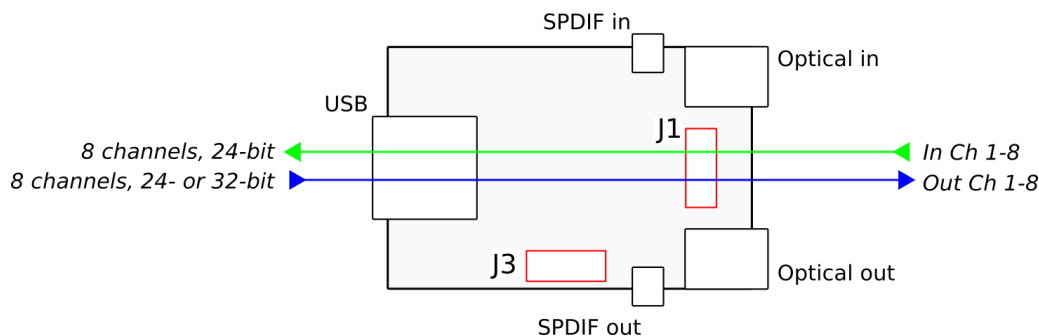 SPDIF in
Optical in
USB
J1
8 channels, 24-bit
In Ch 1-8
8 channels, 24- or 32-bit
Out Ch 1-8
J3
Optical out
SPDIF out